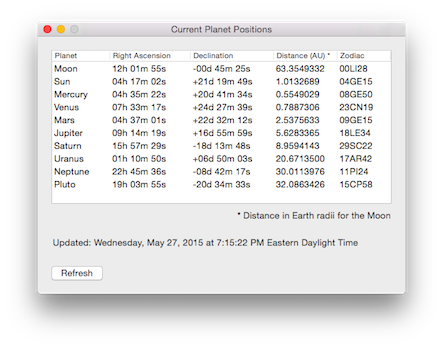 Current Planet Positions
Planet Right Ascension Declination Distance (AU) * Zodiac
Moon 12h 01m 55s -00d 45m 25s 63.3549332 00LI28
Sun 04h 17m 02s +21d 19m 49s 1.0132689 04GE15
Mercury 04h 35m 22s +20d 41m 34s 0.5549029 08GE50
Venus 07h 33m 17s +24d 27m 39s 0.7887306 23CN19
Mars 04h 37m 01s +22d 32m 12s 2.5375633 09GE15
Jupiter 09h 14m 19s +16d 55m 59s 5.6283365 18LE34
Saturn 15h 57m 29s -18d 13m 48s 8.9594143 29SC22
Uranus 01h 10m 50s +06d 50m 03s 20.6713500 17AR42
Neptune 22h 45m 36s -08d 42m 17s 30.0113976 11PI24
Pluto 19h 03m 55s -20d 34m 33s 32.0863426 15CP58
* Distance in Earth radii for the Moon
Updated: Wednesday, May 27, 2015 at 7:15:22 PM Eastern Daylight Time
Refresh